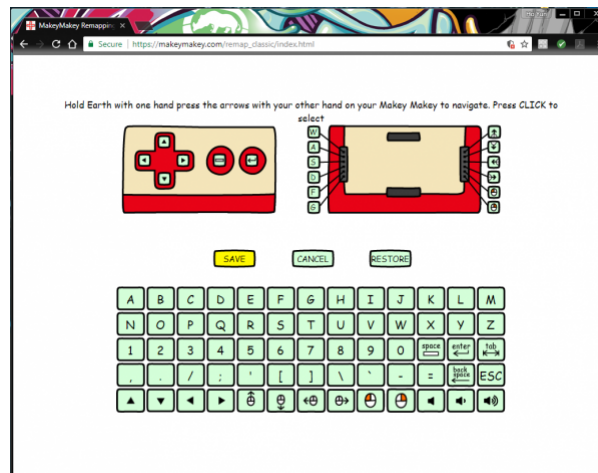 MakeyMakey Remappin
Secure | https://makeymakey.com/remap_classic/index.html
Hold Earth with one hand press the arrows with your other hand on your Makey Makey to navigate. Press CLICK to
select
W
A
S
D
F
G
SAVE CANCEL RESTORE
A B C D E F G H I J K L M
N O P Q R S T U V W X Y Z
1 2 3 4 5 6 7 8 9 0 space enter tab
, . / ; ' [ ] \ ` - = back space ESC